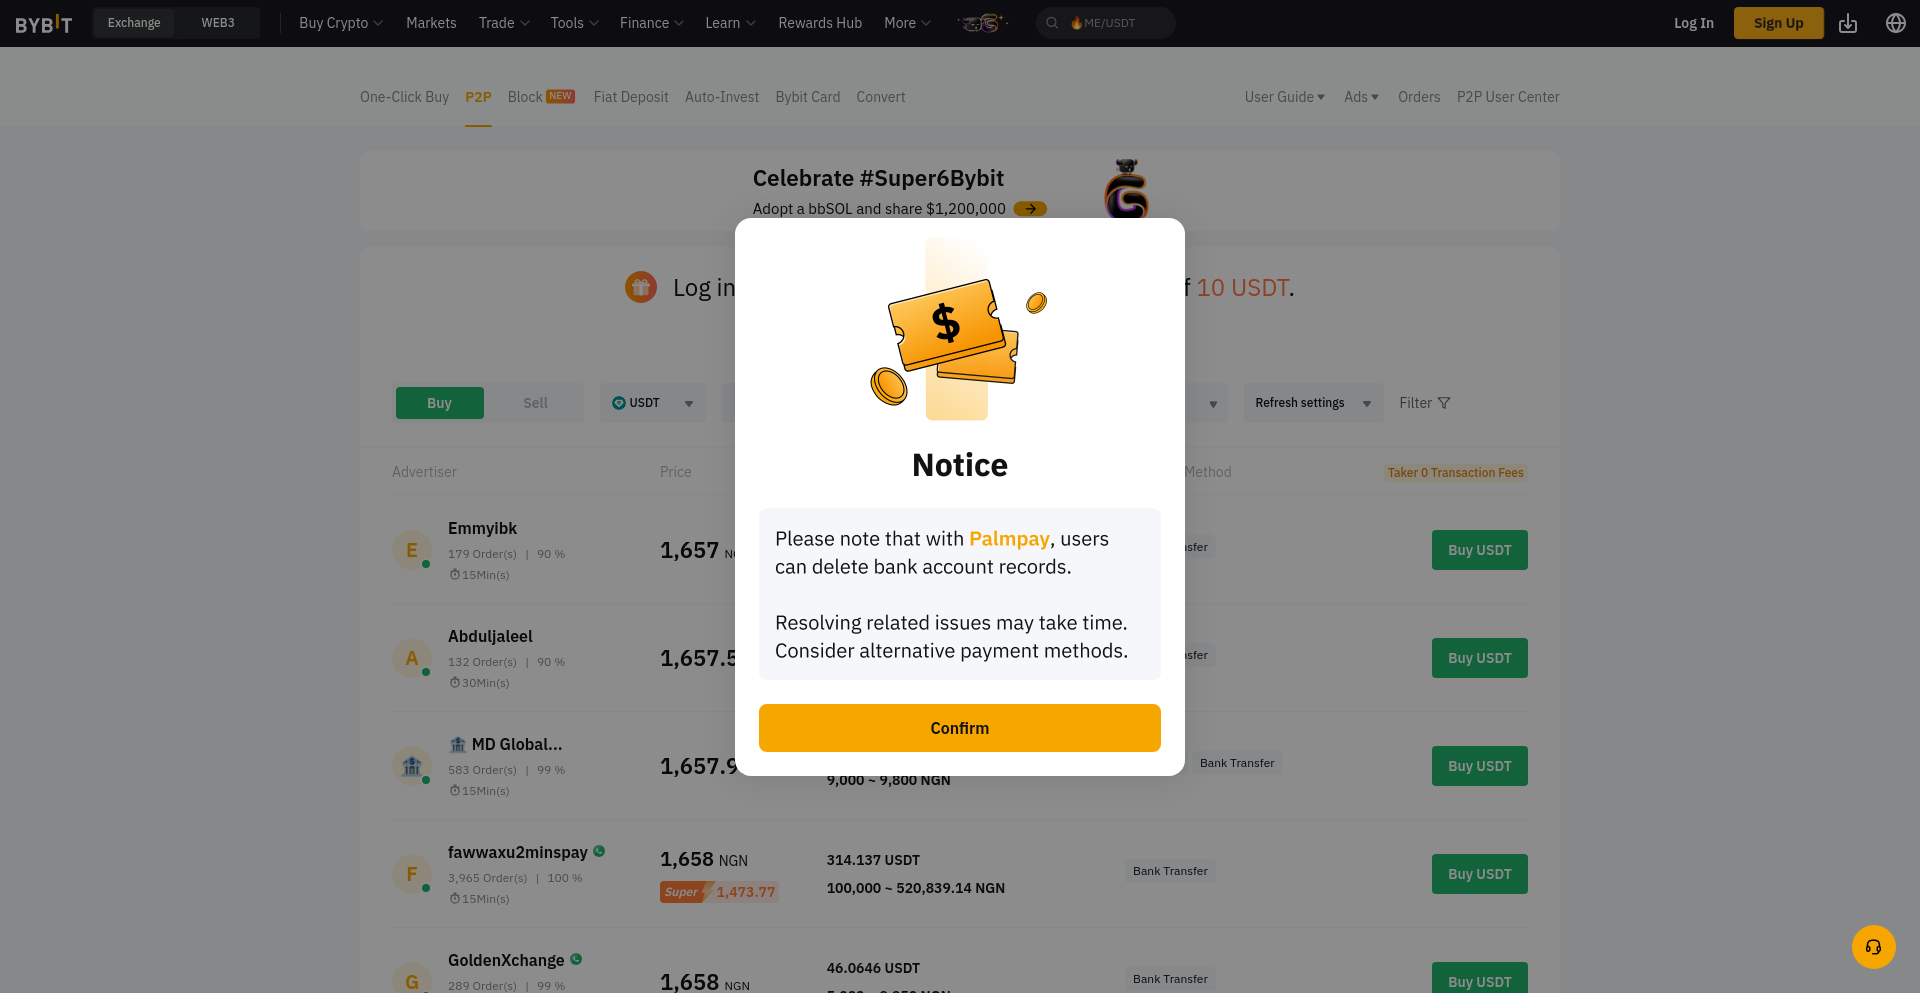 BYBIT Exchange WEB3 Buy Crypto Markets Trade Tools Finance Learn Rewards Hub More ME/USDT Log In Sign Up
One-Click Buy P2P Block NEW Fiat Deposit Auto-Invest Bybit Card Convert User Guide Ads Orders P2P User Center
Celebrate #Super6Bybit
Adopt a bbSOL and share $1,200,000
Log in 10 USDT.
$
Notice
Please note that with Palmpay, users
can delete bank account records.
Resolving related issues may take time.
Consider alternative payment methods.
Confirm
Buy Sell USDT Refresh settings Filter
Advertiser Price Method Taker 0 Transaction Fees
E Emmyibk
179 Order(s) | 90 %
15Min(s)
1,657
Buy USDT
A Abduljaleel
132 Order(s) | 90 %
30Min(s)
1,657.5
Buy USDT
MD Global...
583 Order(s) | 99 %
15Min(s)
1,657.9
9,000 ~ 9,800 NGN
Bank Transfer
Buy USDT
F fawwaxu2minspay
3,965 Order(s) | 100 %
15Min(s)
1,658 NGN
Super 1,473.77
314.137 USDT
100,000 ~ 520,839.14 NGN
Bank Transfer
Buy USDT
G GoldenXchange
289 Order(s) | 99 %
1,658 NGN
46.0646 USDT
Bank Transfer
Buy USDT